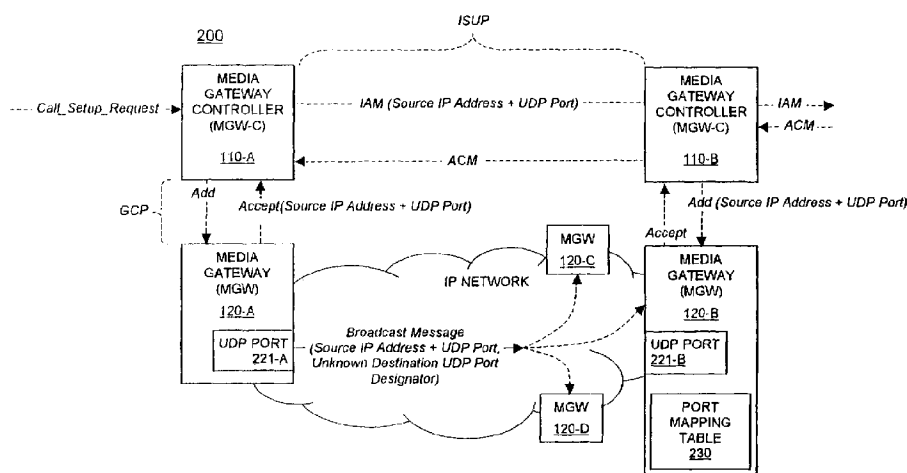 ISUP
200
MEDIA
GATEWAY
CONTROLLER
(MGW-C)
110-A
MEDIA
GATEWAY
CONTROLLER
(MGW-C)
110-B
Call_Setup_Request
IAM (Source IP Address + UDP Port)
IAM
ACM
ACM
GCP
Add
Accept(Source IP Address + UDP Port)
Add (Source IP Address + UDP Port)
Accept
MEDIA
GATEWAY
(MGW)
120-A
UDP PORT
221-A
IP NETWORK
MGW
120-C
MEDIA
GATEWAY
(MGW)
120-B
Broadcast Message
(Source IP Address + UDP Port,
Unknown Destination UDP Port
Designator)
UDP PORT
221-B
MGW
120-D
PORT
MAPPING
TABLE
230